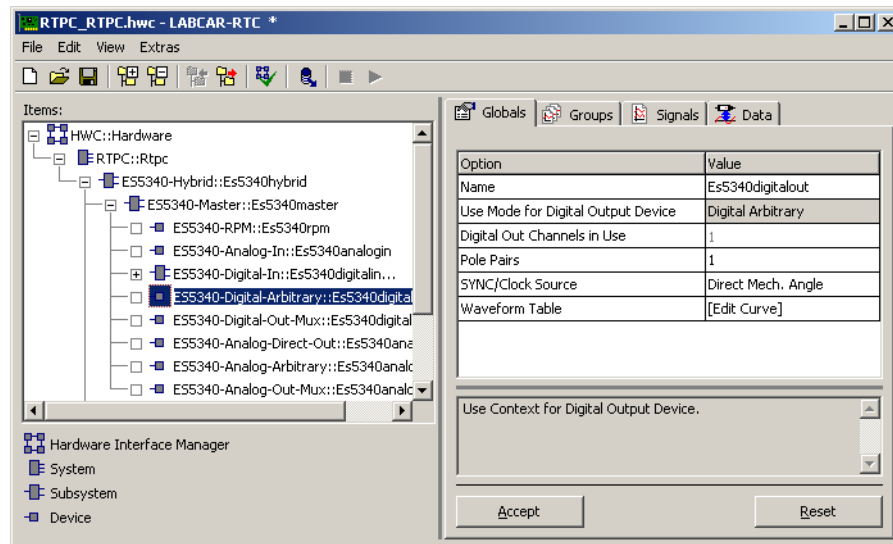 RTPC_RTPC.hwc - LABCAR-RTC *
File Edit View Extras
Items:
HWC::Hardware
RTPC::Rtpc
ES5340-Hybrid::Es5340hybrid
ES5340-Master::Es5340master
ES5340-RPM::Es5340rpm
ES5340-Analog-In::Es5340analogin
ES5340-Digital-In::Es5340digitalin...
ES5340-Digital-Arbitrary::Es5340digital
ES5340-Digital-Out-Mux::Es5340digital
ES5340-Analog-Direct-Out::Es5340ana
ES5340-Analog-Arbitrary::Es5340analo
ES5340-Analog-Out-Mux::Es5340analo
Hardware Interface Manager
System
Subsystem
Device
Globals Groups Signals Data
Option Value
Name Es5340digitalout
Use Mode for Digital Output Device Digital Arbitrary
Digital Out Channels in Use 1
Pole Pairs 1
SYNC/Clock Source Direct Mech. Angle
Waveform Table [Edit Curve]
Use Context for Digital Output Device.
Accept Reset